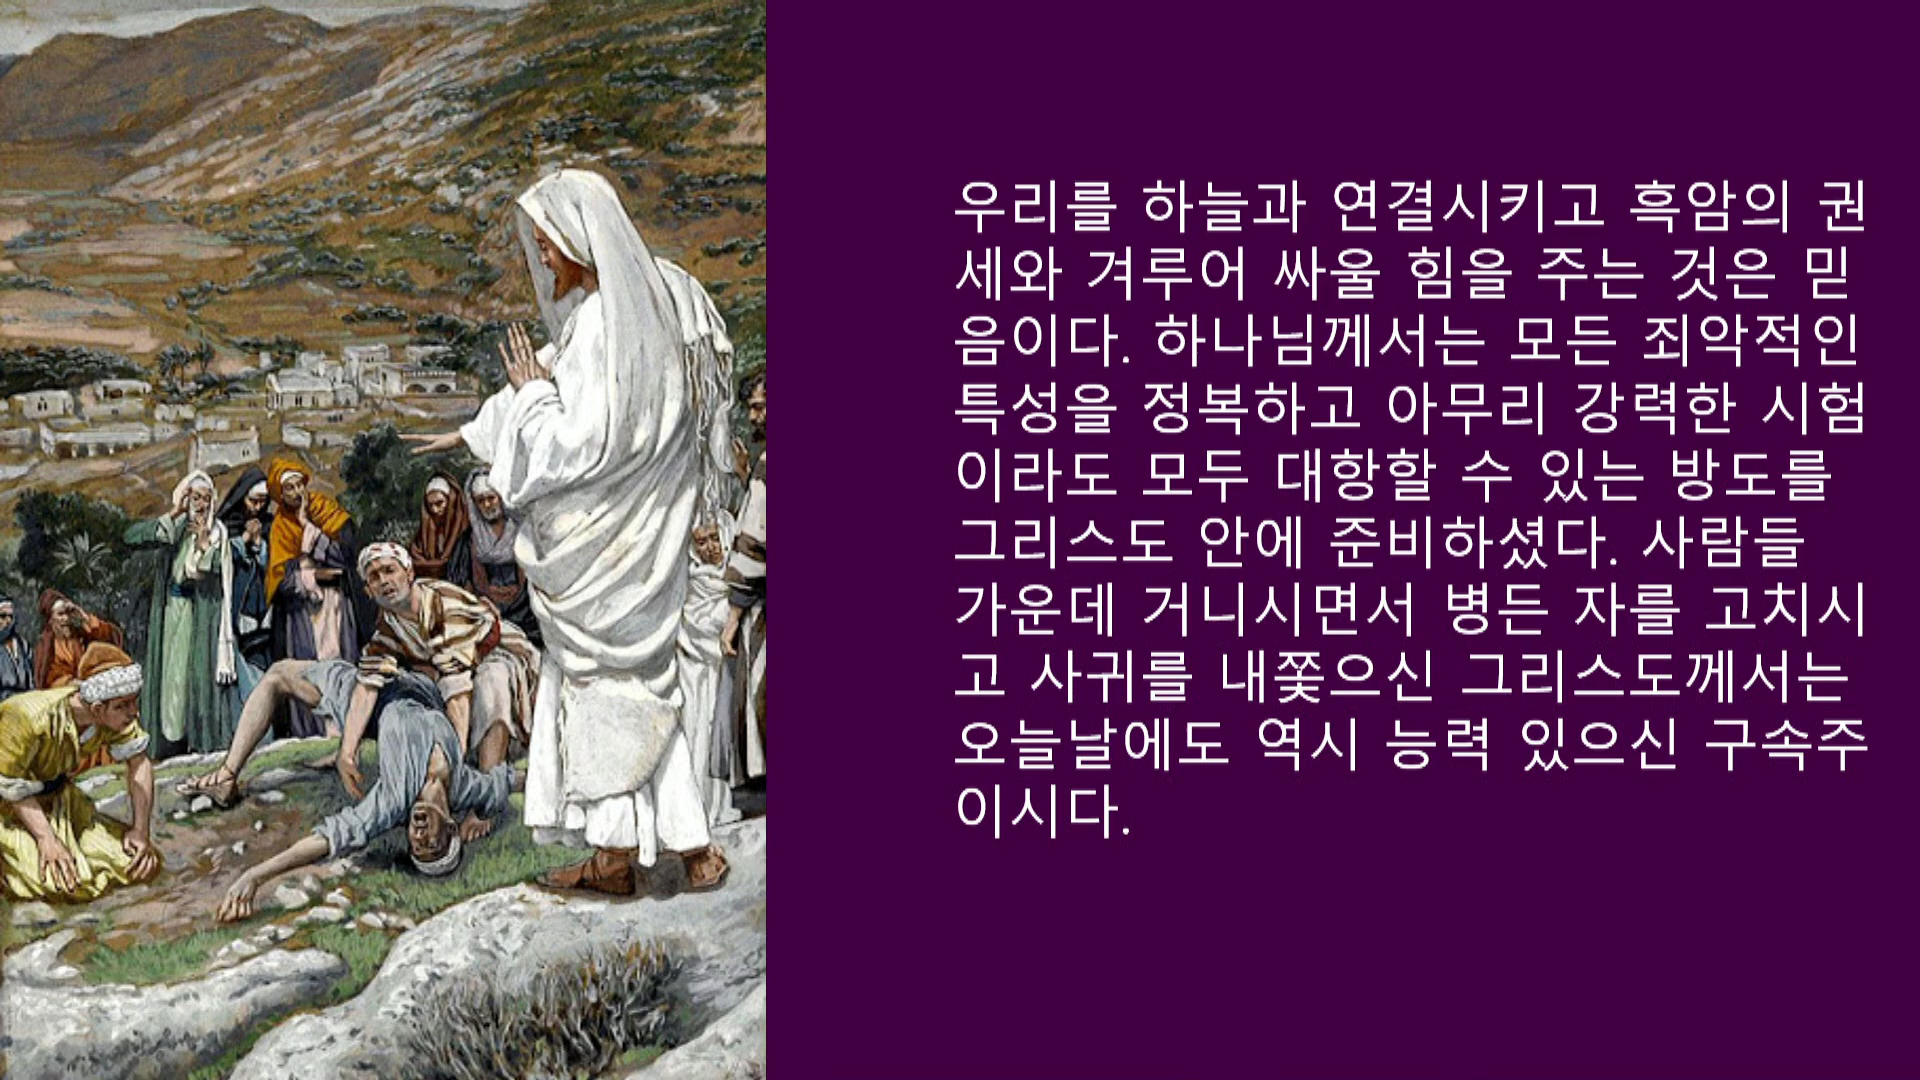 우리를 하늘과 연결시키고 흑암의 권
세와 겨루어 싸울 힘을 주는 것은 믿
음이다. 하나님께서는 모든 죄악적인
특성을 정복하고 아무리 강력한 시험
이라도 모두 대항할 수 있는 방도를
그리스도 안에 준비하셨다. 사람들
가운데 거니시면서 병든 자를 고치시
고 사귀를 내쫓으신 그리스도께서는
오늘날에도 역시 능력 있으신 구속주
이시다.